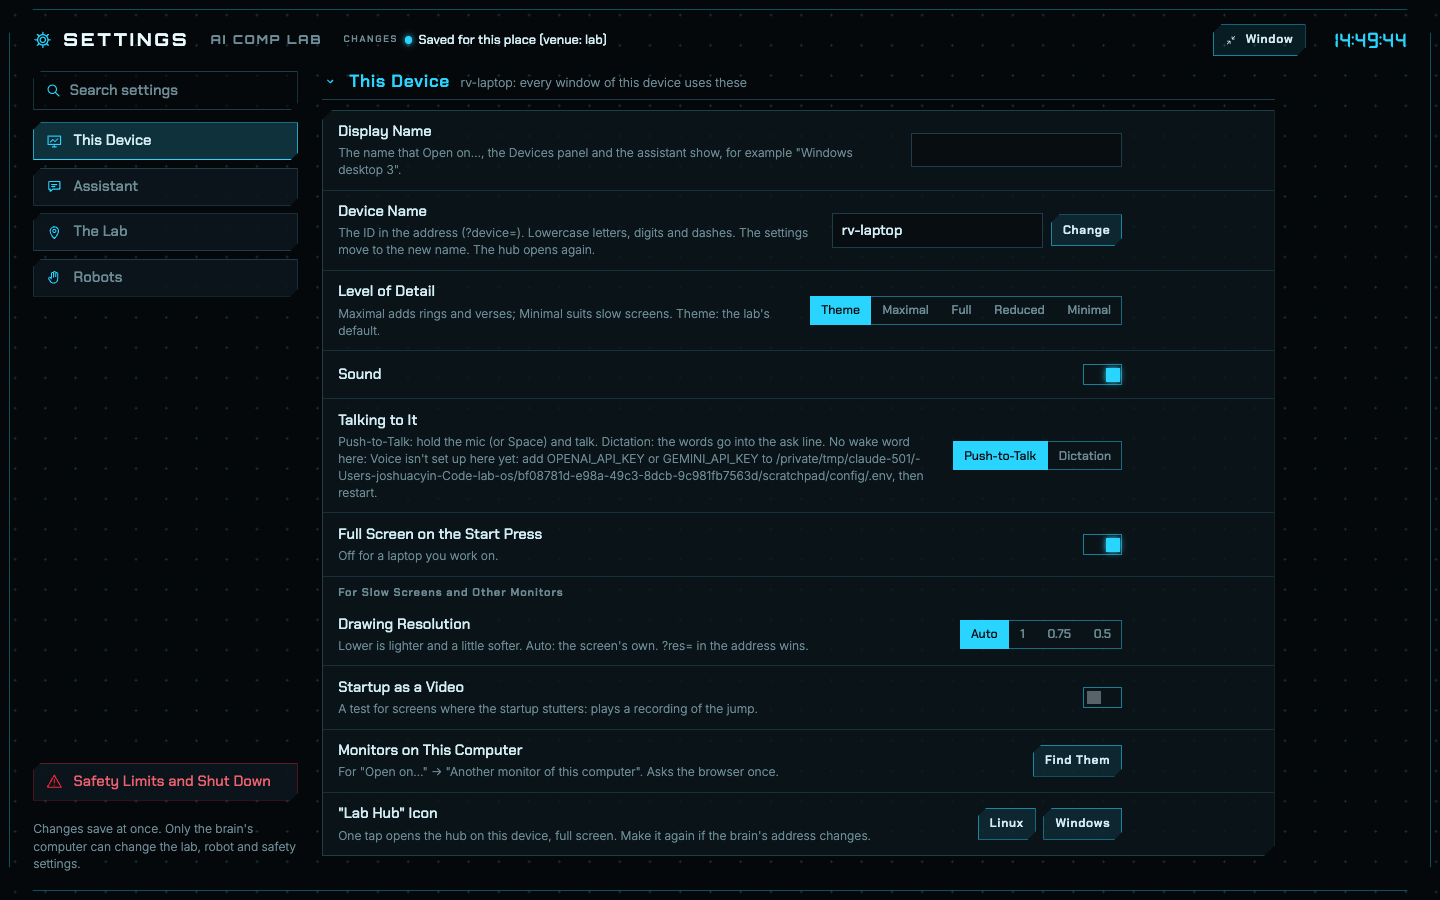 SETTINGS AI COMP LAB CHANGES Saved for this place (venue: lab) Window 14:49:44
Search settings
This Device
Assistant
The Lab
Robots
Safety Limits and Shut Down
Changes save at once. Only the brain's
computer can change the lab, robot and safety
settings.
This Device rv-laptop: every window of this device uses these
Display Name
The name that Open on..., the Devices panel and the assistant show, for example "Windows
desktop 3".
Device Name
The ID in the address (?device=). Lowercase letters, digits and dashes. The settings
move to the new name. The hub opens again.
rv-laptop Change
Level of Detail
Maximal adds rings and verses; Minimal suits slow screens. Theme: the lab's
default.
Theme Maximal Full Reduced Minimal
Sound
Talking to It
Push-to-Talk: hold the mic (or Space) and talk. Dictation: the words go into the ask line. No wake word
here: Voice isn't set up here yet: add OPENAI_API_KEY or GEMINI_API_KEY to /private/tmp/claude-501/-
Users-joshuacyin-Code-lab-os/bf08781d-e98a-49c3-8dcb-9c981fb7563d/scratchpad/config/.env, then
restart.
Push-to-Talk Dictation
Full Screen on the Start Press
Off for a laptop you work on.
For Slow Screens and Other Monitors
Drawing Resolution
Lower is lighter and a little softer. Auto: the screen's own. ?res= in the address wins.
Auto 1 0.75 0.5
Startup as a Video
A test for screens where the startup stutters: plays a recording of the jump.
Monitors on This Computer
For "Open on..." → "Another monitor of this computer". Asks the browser once.
Find Them
"Lab Hub" Icon
One tap opens the hub on this device, full screen. Make it again if the brain's address changes.
Linux Windows